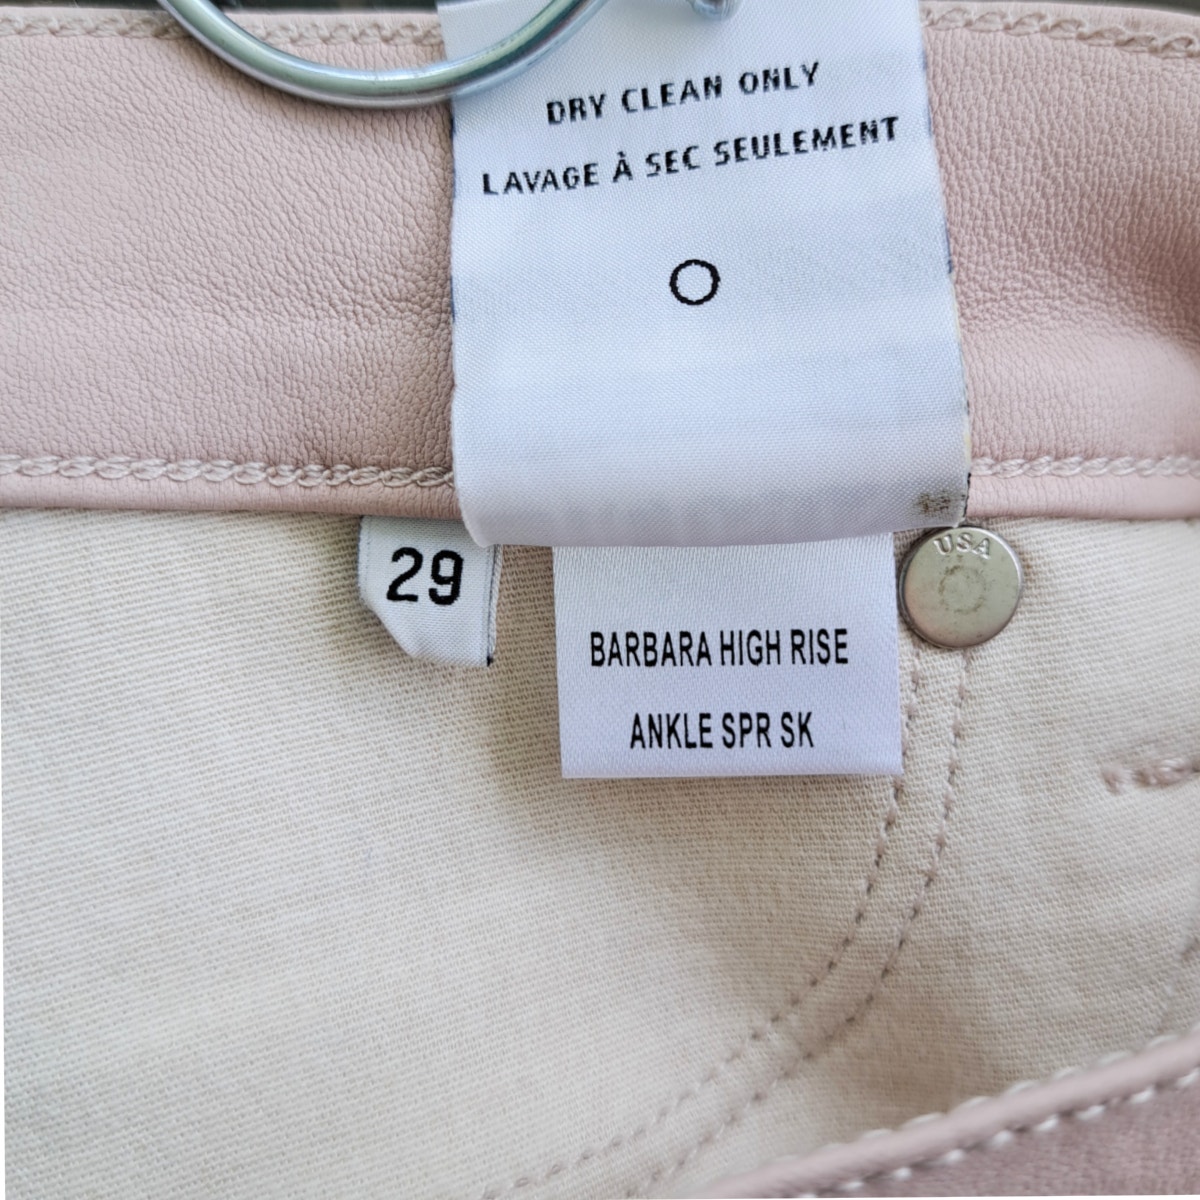 DRY CLEAN ONLY
LAVAGE À SEC SEULEMENT
29
USA
BARBARA HIGH RISE
ANKLE SPR SK